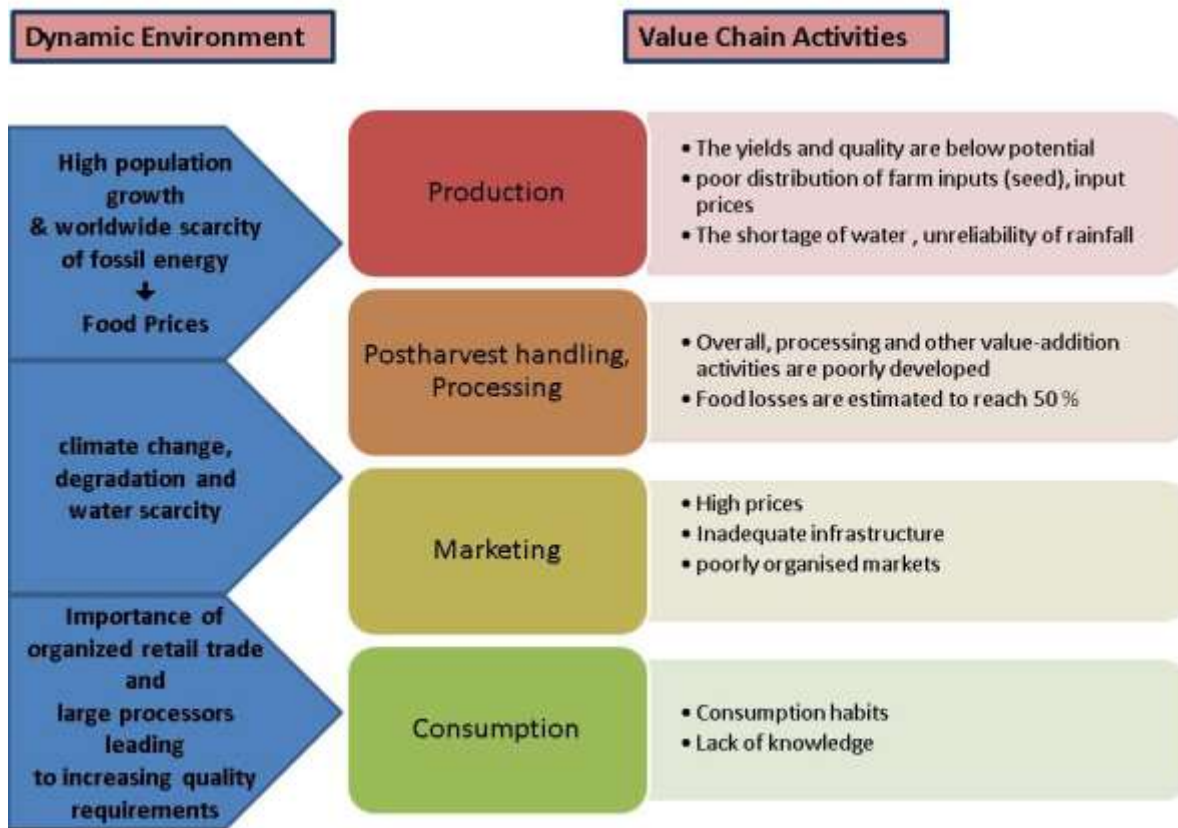 Dynamic Environment
Value Chain Activities
High population
growth
& worldwide scarcity
of fossil energy
Food Prices
climate change,
degradation and
water scarcity
Importance of
organized retail trade
and
large processors
leading
to increasing quality
requirements
Production
• The yields and quality are below potential
• poor distribution of farm inputs (seed), input
prices
• The shortage of water , unreliability of rainfall
Postharvest handling,
Processing
• Overall, processing and other value-addition
activities are poorly developed
• Food losses are estimated to reach 50 %
Marketing
• High prices
• Inadequate infrastructure
• poorly organised markets
Consumption
• Consumption habits
• Lack of knowledge